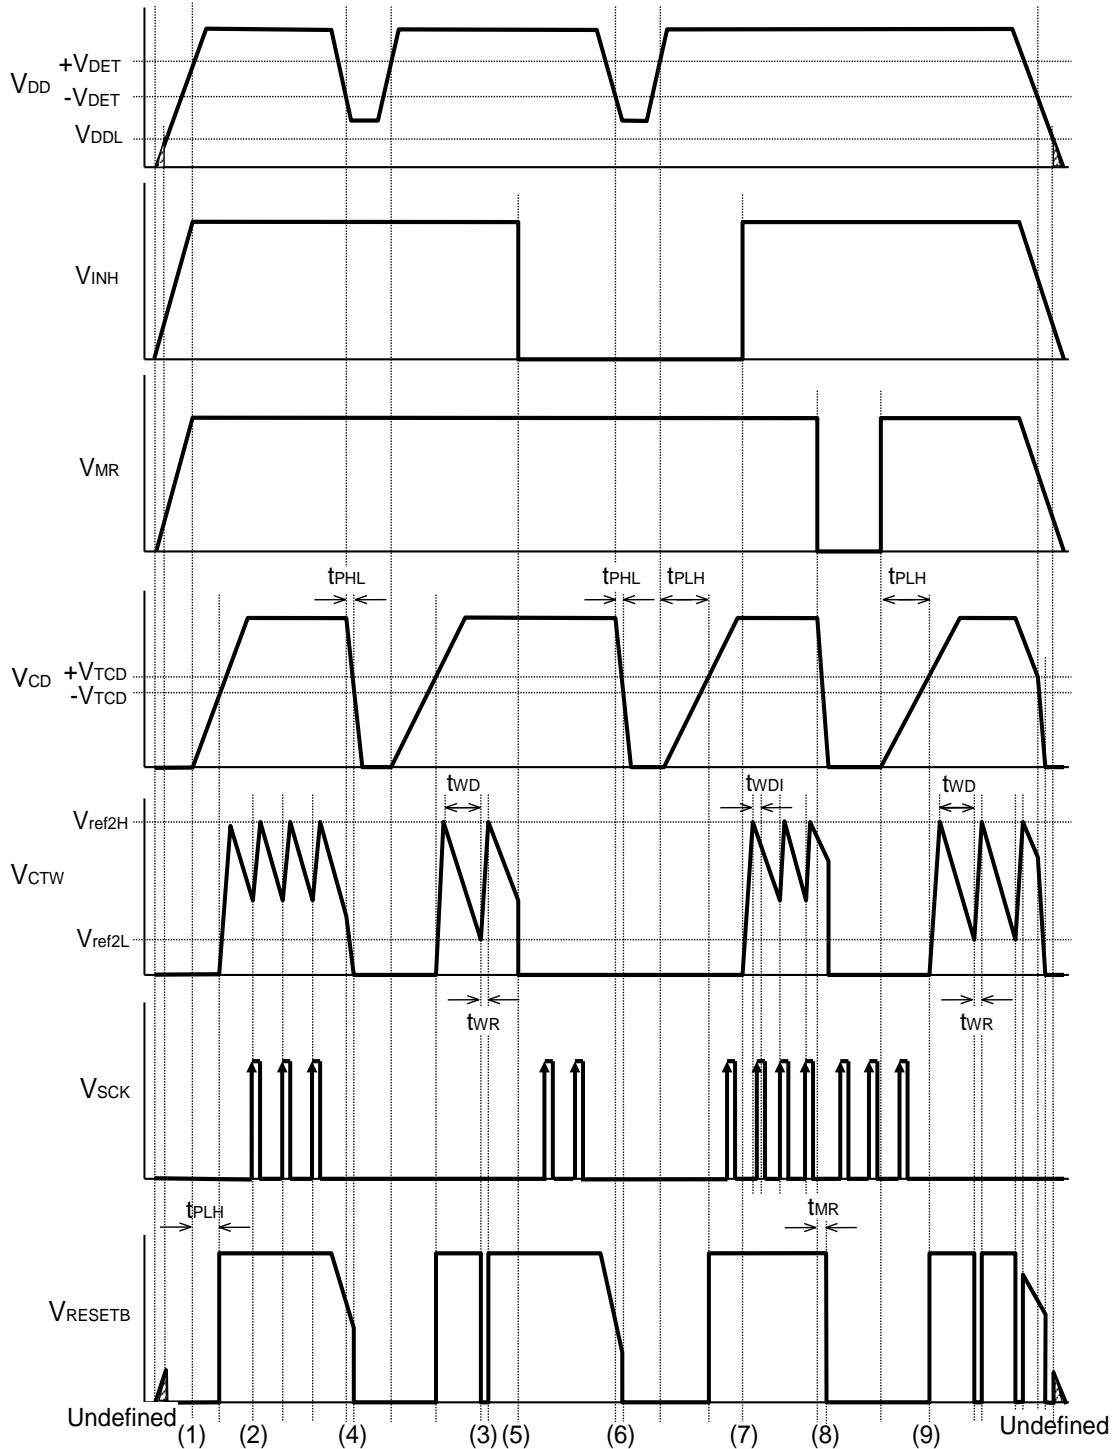 +VDET
VDD
-VDET
VDDL
VINH
VMR
tPHL tPHL tPLH tPLH
VCD +VTCD
-VTCD
tWD tWDI tWD
Vref2H
VCTW
Vref2L
tWR tWR
VSCK
tPLH tMR
VRESETB
Undefined Undefined
(1) (2) (4) (3) (5) (6) (7) (8) (9)